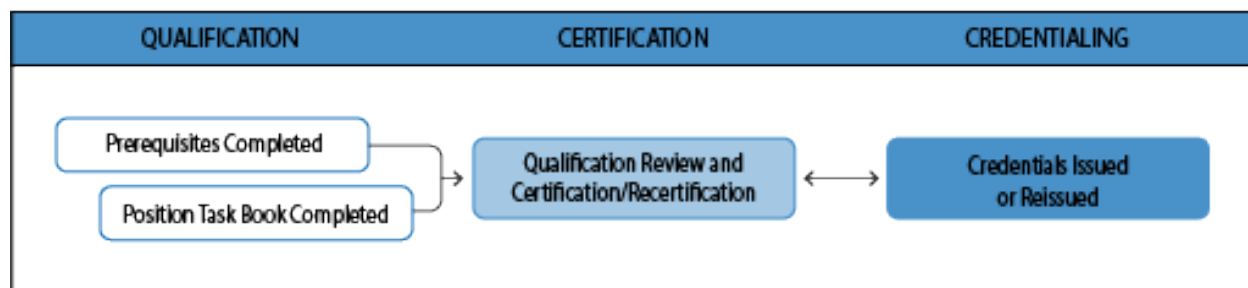 QUALIFICATION
CERTIFICATION
CREDENTIALING
Prerequisites Completed
Position Task Book Completed
Qualification Review and
Certification/Recertification
Credentials Issued
or Reissued